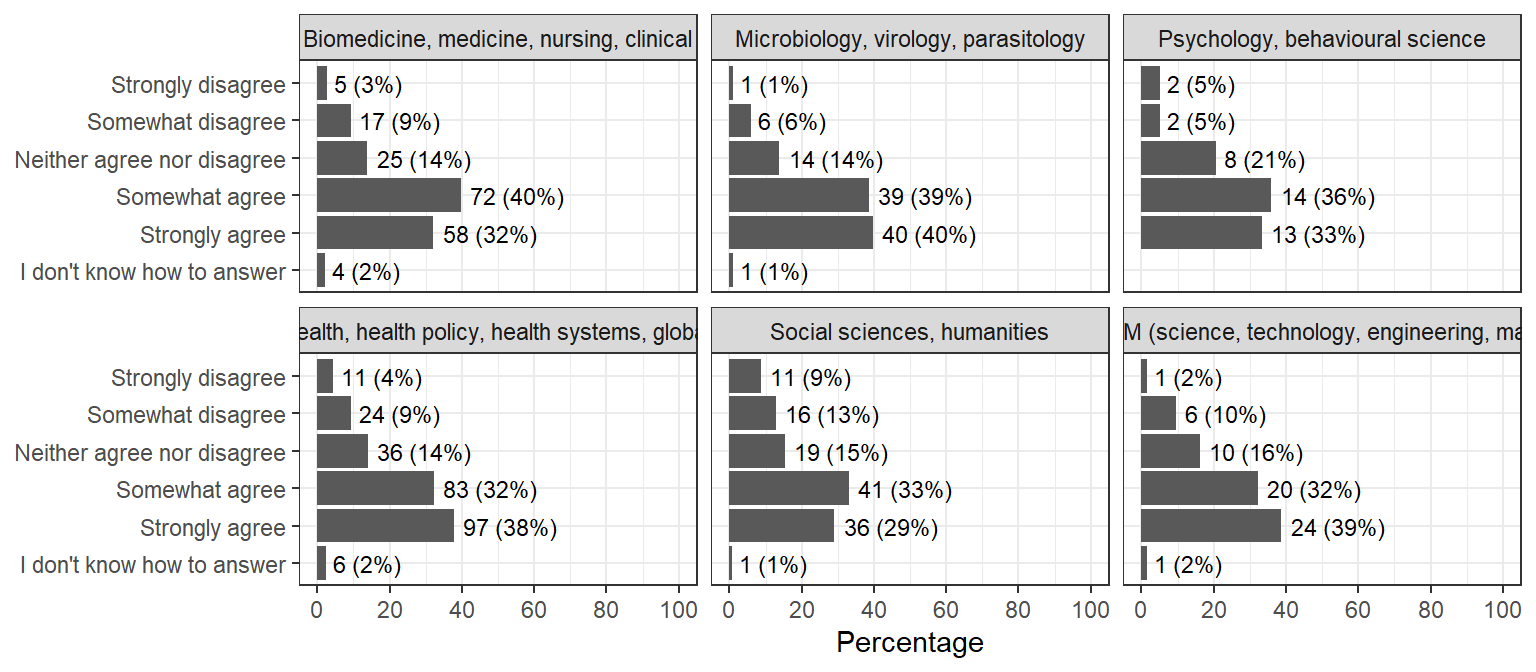 Biomedicine, medicine, nursing, clinical
Microbiology, virology, parasitology
Psychology, behavioural science
Strongly disagree
Somewhat disagree
Neither agree nor disagree
Somewhat agree
Strongly agree
I don't know how to answer
5 (3%)
17 (9%)
25 (14%)
72 (40%)
58 (32%)
4 (2%)
1 (1%)
6 (6%)
14 (14%)
39 (39%)
40 (40%)
1 (1%)
2 (5%)
2 (5%)
8 (21%)
14 (36%)
13 (33%)
health, health policy, health systems, globa
Social sciences, humanities
M (science, technology, engineering, ma
Strongly disagree
Somewhat disagree
Neither agree nor disagree
Somewhat agree
Strongly agree
I don't know how to answer
11 (4%)
24 (9%)
36 (14%)
83 (32%)
97 (38%)
6 (2%)
11 (9%)
16 (13%)
19 (15%)
41 (33%)
36 (29%)
1 (1%)
1 (2%)
6 (10%)
10 (16%)
20 (32%)
24 (39%)
1 (2%)
0 20 40 60 80 100
0 20 40 60 80 100
0 20 40 60 80 100
Percentage